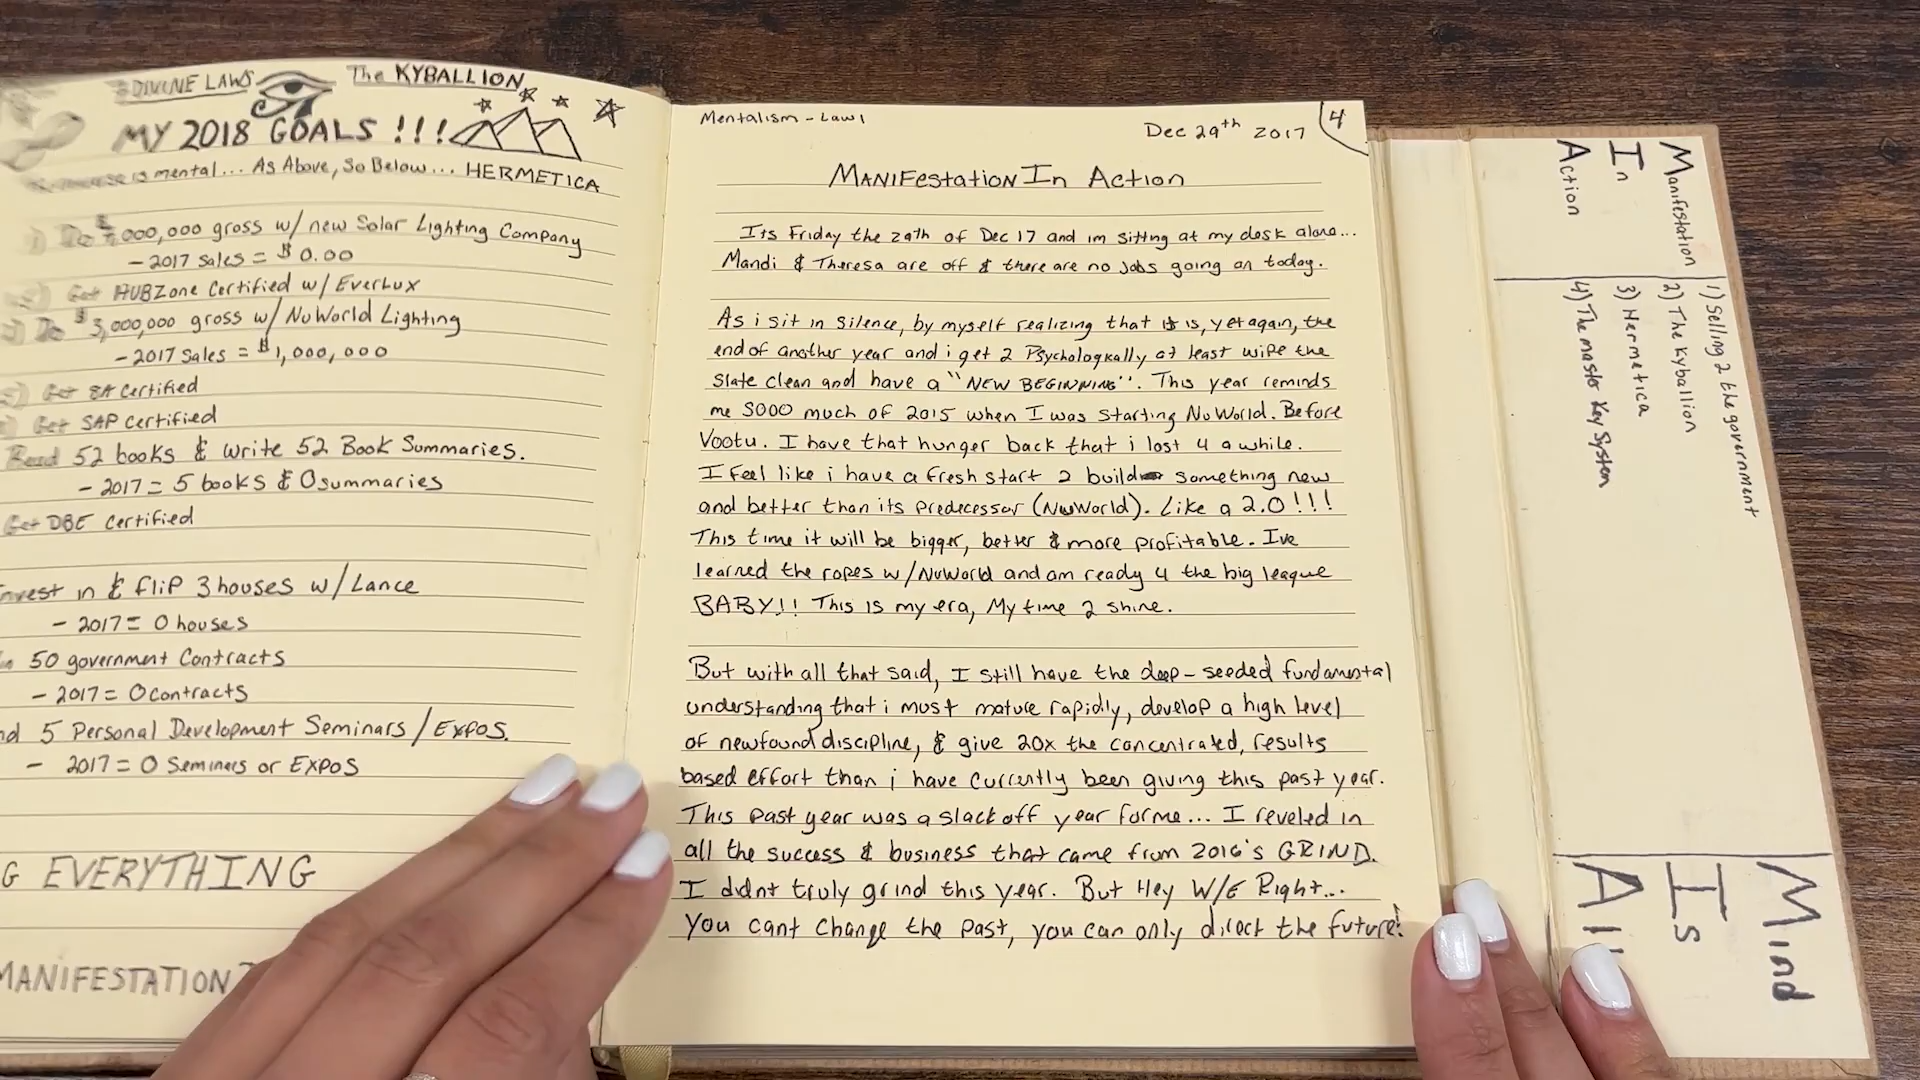 DIVINE LAWS The KYBALLION
MY 2018 GOALS !!!
is mental... As Above, So Below... HERMETICA
1) Do $ ,000,000 gross w/ new Solar Lighting Company
- 2017 Sales = $ 0.00
Get HUBZone Certified w/ Everlux
Do $3,000,000 gross w/ NuWorld Lighting
- 2017 Sales = $1,000,000
5) Get 8A Certified
Get SAP Certified
Read 52 books & write 52 Book Summaries.
- 2017 = 5 books & 0 summaries
Get DBE Certified
nvest in & flip 3 houses w/ Lance
- 2017 = 0 houses
50 government Contracts
- 2017 = 0 contracts
nd 5 Personal Development Seminars / EXPOS.
- 2017 = 0 Seminers or EXPOS
G EVERYTHING
MANIFESTATION
Mentalism - Law 1
Dec 29th 2017
4
MANIFestation In Action
Its Friday the 29th of Dec 17 and im sitting at my desk alone...
Mandi & Theresa are off & there are no jobs going on today.
As i sit in silence, by myself realizing that it is, yet again, the
end of another year and i get 2 Psychologically at least wipe the
slate clean and have a "NEW BEGINNING". This year reminds
me SOOO much of 2015 when I was starting NuWorld. Before
Vootu. I have that hunger back that i lost 4 a while.
I feel like i have a fresh start 2 build something new
and better than its predecessor (NuWorld). Like a 2.0!!!
This time it will be bigger, better & more profitable. Ive
learned the ropes w/NuWorld and am ready 4 the big league
BABY!! This is my era, My time 2 shine.
But with all that said, I still have the deep-seeded fundamental
understanding that i must mature rapidly, develop a high level
of newfound discipline, & give 20x the concentrated, results
based effort than i have currently been giving this past year.
This past year was a slack off year for me... I reveled in
all the success & business that came from 2016's GRIND.
I didnt truly grind this year. But Hey W/E Right...
You cant change the past, you can only direct the future!
Manifestation
In
Action
1) Selling 2 the government
2) The Kyballion
3) Hermetica
4) The master Key System
Mind
Is
All